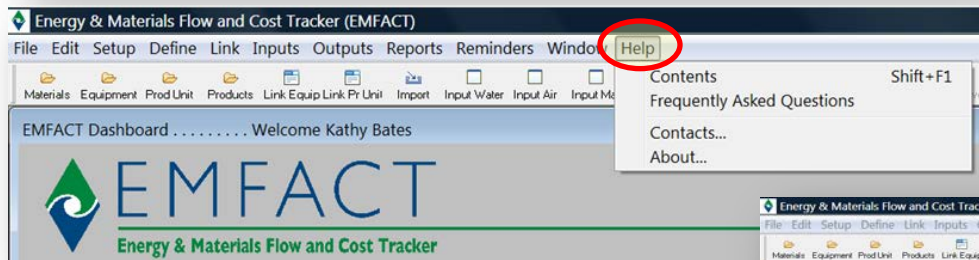 Energy & Materials Flow and Cost Tracker (EMFACT)
File Edit Setup Define Link Inputs Outputs Reports Reminders Window Help
Materials Equipment Prod Unit Products Link Equip Link Pr Unit Import Input Water Input Air Input Ma
Contents Shift+F1
Frequently Asked Questions
Contacts...
About...
EMFACT Dashboard . . . . . . . . . Welcome Kathy Bates
EMFACT
Energy & Materials Flow and Cost Tracker
Energy & Materials Flow and Cost Trac
File Edit Setup Define Link Inputs
Materials Equipment Prod Unit Products Link Equip